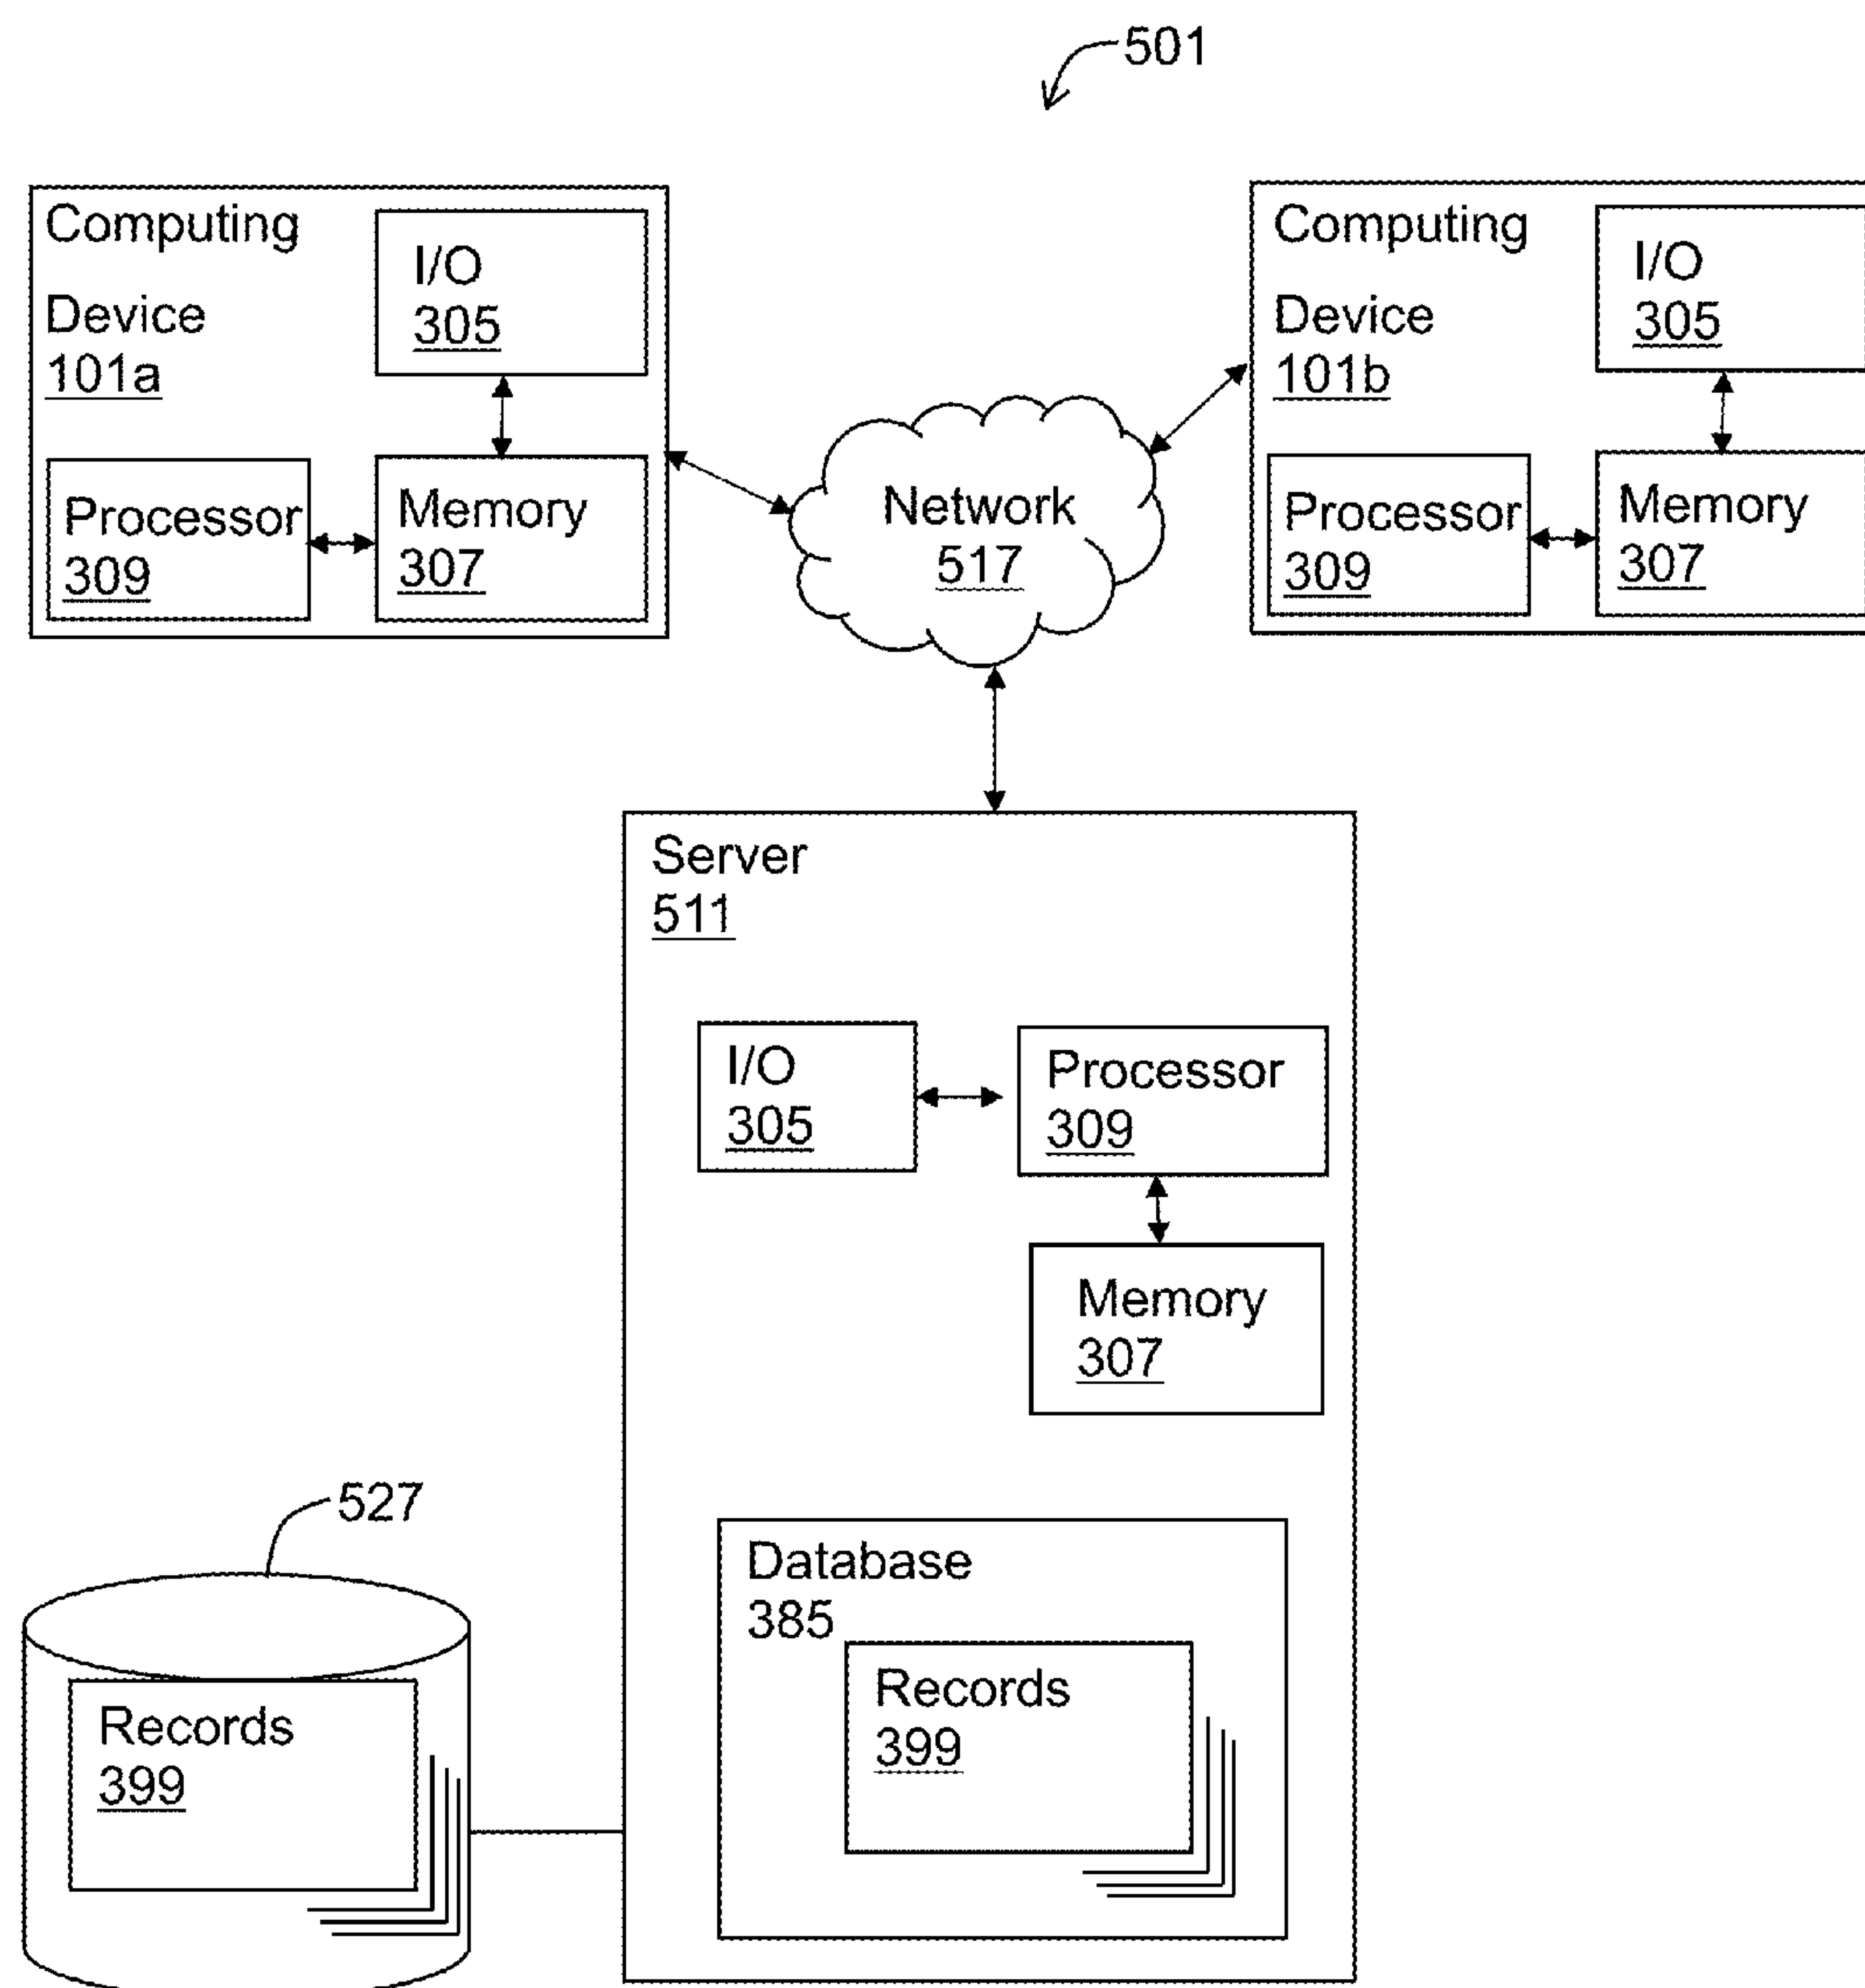 501
Computing
Device
101a
I/O
305
Processor
309
Memory
307
Network
517
Computing
Device
101b
I/O
305
Processor
309
Memory
307
Server
511
I/O
305
Processor
309
Memory
307
Database
385
Records
399
527
Records
399